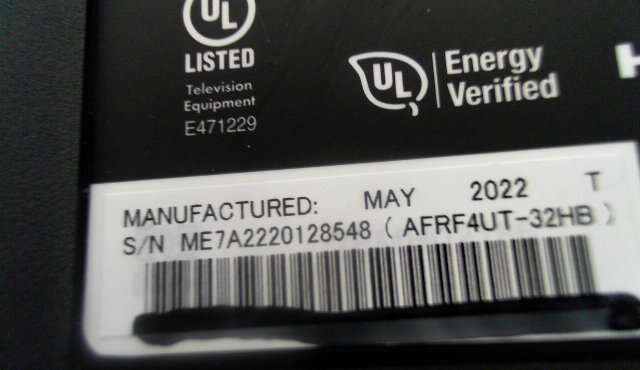 UL
LISTED
Television
Equipment
E471229
UL
Energy
Verified
MANUFACTURED: MAY 2022 T
S/N ME7A2220128548 ( AFRF4UT-32HB )